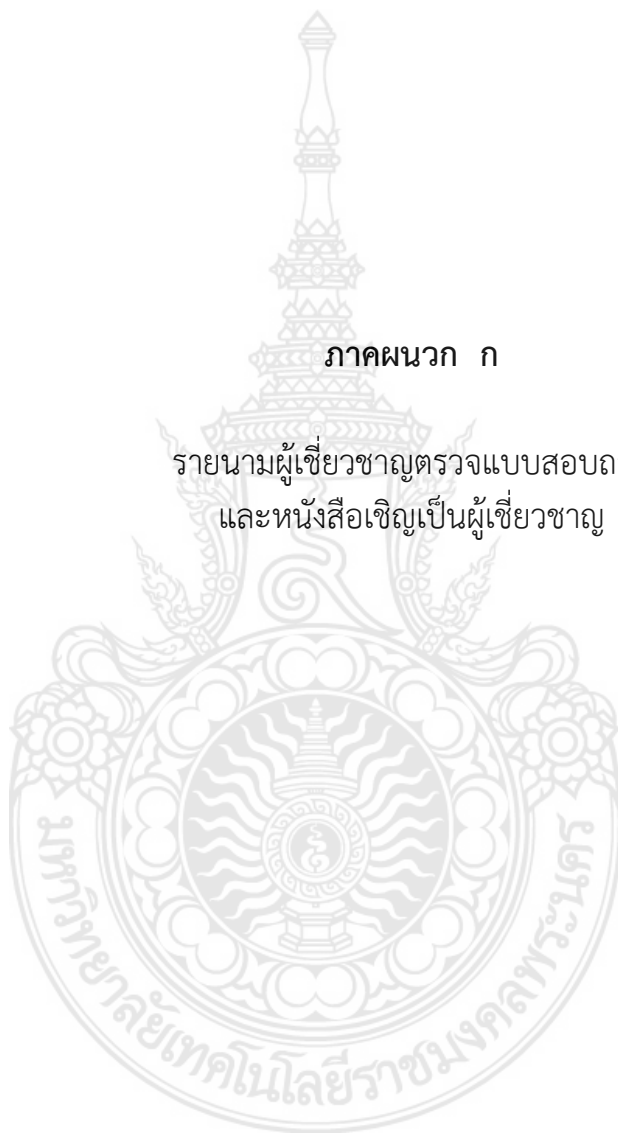 ภาคผนวก ก
รายนามผู้เชี่ยวชาญตรวจแบบสอบถ
และหนังสือเชิญเป็นผู้เชี่ยวชาญ
มหาวิทยาลัยเทคโนโลยีราชมงคลพระนคร